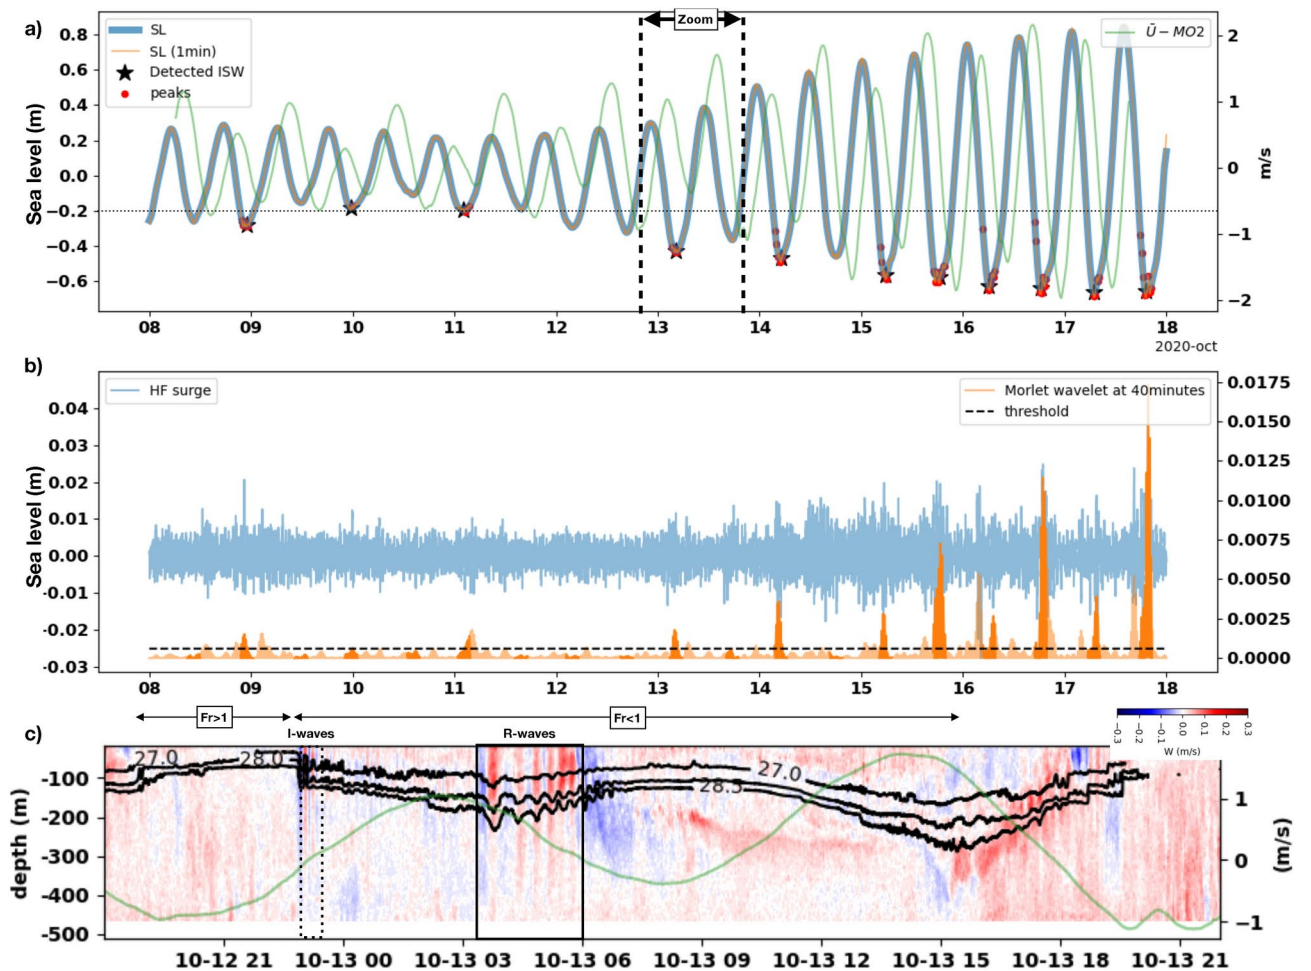 a)
Zoom
SL
SL (1min)
Detected ISW
peaks
Ū − MO2
Sea level (m)
0.8
0.6
0.4
0.2
0.0
−0.2
−0.4
−0.6
2
1
0
−1
−2
m/s
08 09 10 11 12 13 14 15 16 17 18
2020-oct
b)
HF surge
Morlet wavelet at 40minutes
threshold
Sea level (m)
0.04
0.03
0.02
0.01
0.00
-0.01
-0.02
-0.03
0.0175
0.0150
0.0125
0.0100
0.0075
0.0050
0.0025
0.0000
08 09 10 11 12 13 14 15 16 17 18
Fr>1
Fr<1
c)
I-waves
R-waves
-0.3 -0.2 -0.1 0.0 0.1 0.2 0.3
W (m/s)
27.0
28.0
27.0
28.5
depth (m)
-100
-200
-300
-400
-500
1
0
−1
(m/s)
10-12 21 10-13 00 10-13 03 10-13 06 10-13 09 10-13 12 10-13 15 10-13 18 10-13 21